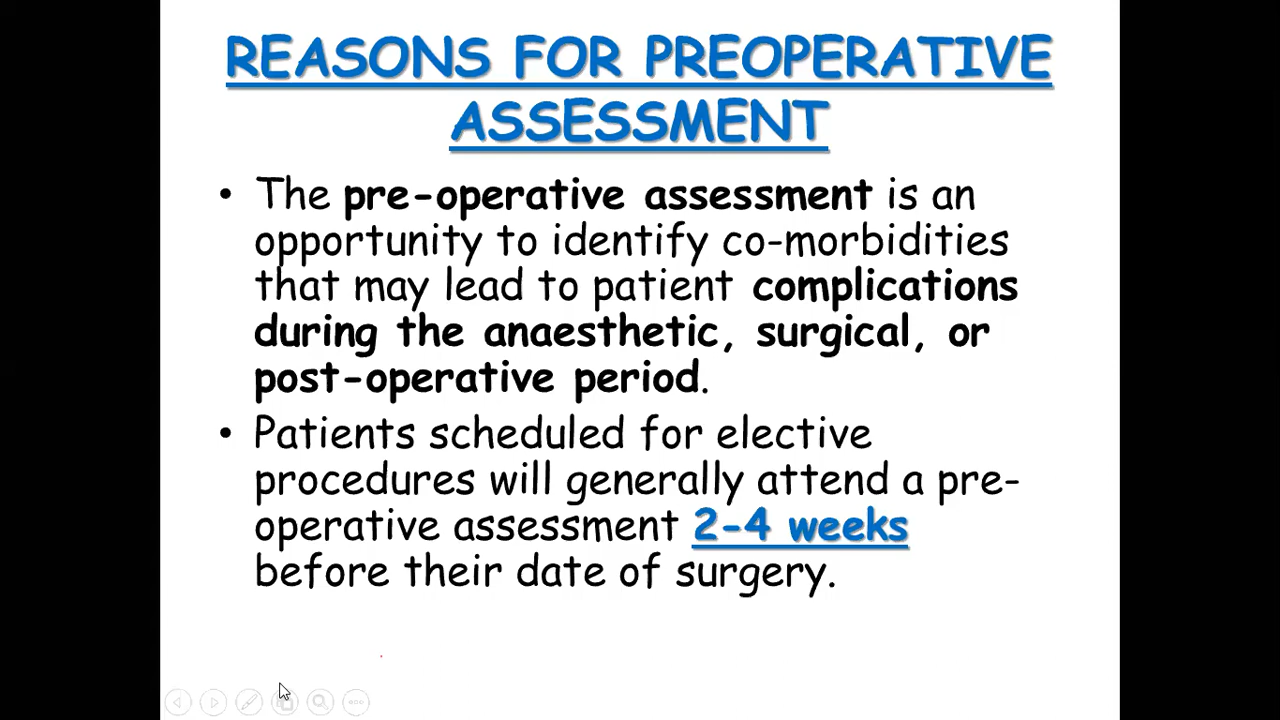 REASONS FOR PREOPERATIVE
ASSESSMENT
• The pre-operative assessment is an
opportunity to identify co-morbidities
that may lead to patient complications
during the anaesthetic, surgical, or
post-operative period.
• Patients scheduled for elective
procedures will generally attend a pre-
operative assessment 2-4 weeks
before their date of surgery.